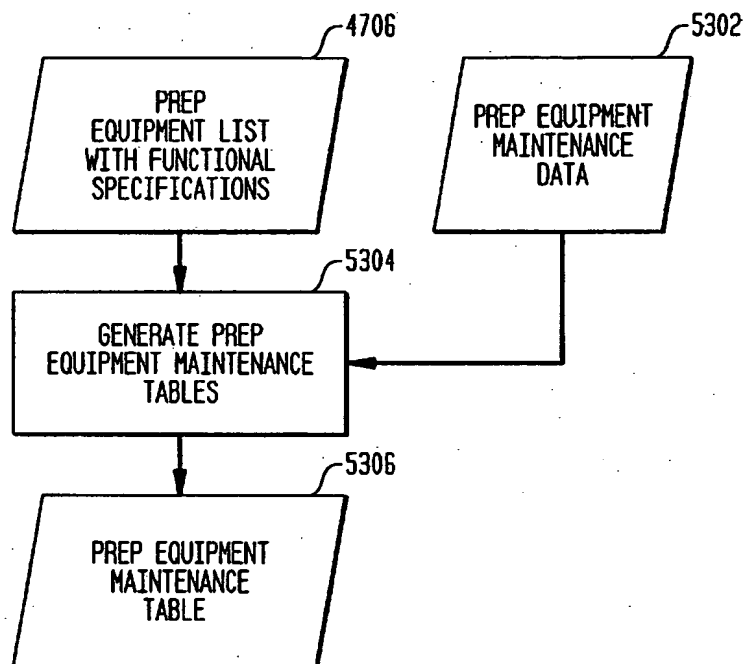 4706
PREP
EQUIPMENT LIST
WITH FUNCTIONAL
SPECIFICATIONS
5302
PREP EQUIPMENT
MAINTENANCE
DATA
5304
GENERATE PREP
EQUIPMENT MAINTENANCE
TABLES
5306
PREP EQUIPMENT
MAINTENANCE
TABLE